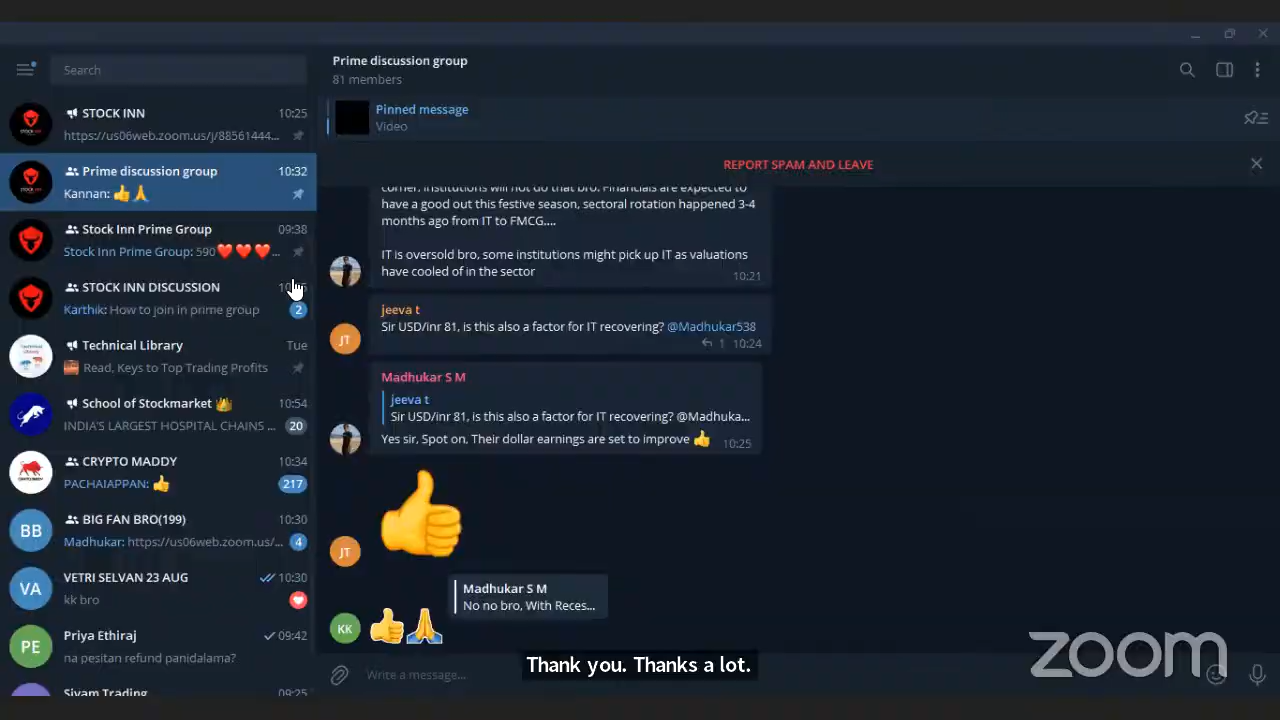 Search
STOCK INN 10:25
https://us06web.zoom.us/j/88561444...
Prime discussion group 10:32
Kannan: 👍🙏
Stock Inn Prime Group 09:38
Stock Inn Prime Group: 590❤️❤️❤️...
STOCK INN DISCUSSION
Karthik: How to join in prime group 2
Technical Library Tue
Read, Keys to Top Trading Profits
School of Stockmarket 👑 10:54
INDIA'S LARGEST HOSPITAL CHAINS ... 20
CRYPTO MADDY 10:34
PACHAIAPPAN: 👍 217
BB BIG FAN BRO(199) 10:30
Madhukar: https://us06web.zoom.us/... 4
VA VETRI SELVAN 23 AUG 10:30
kk bro
PE Priya Ethiraj 09:42
na pesitan refund panidalama?
Sivam Trading 09:25
Prime discussion group
81 members
Pinned message
Video
REPORT SPAM AND LEAVE
corner, institutions will not do that bro. Financials are expected to
have a good out this festive season, sectoral rotation happened 3-4
months ago from IT to FMCG....
IT is oversold bro, some institutions might pick up IT as valuations
have cooled of in the sector
10:21
jeeva t
JT Sir USD/inr 81, is this also a factor for IT recovering? @Madhukar538
1 10:24
Madhukar S M
jeeva t
Sir USD/inr 81, is this also a factor for IT recovering? @Madhuka...
Yes sir, Spot on, Their dollar earnings are set to improve 👍 10:25
JT 👍
Madhukar S M
No no bro, With Reces...
KK 👍🙏
Write a message...
Thank you. Thanks a lot.
zoom